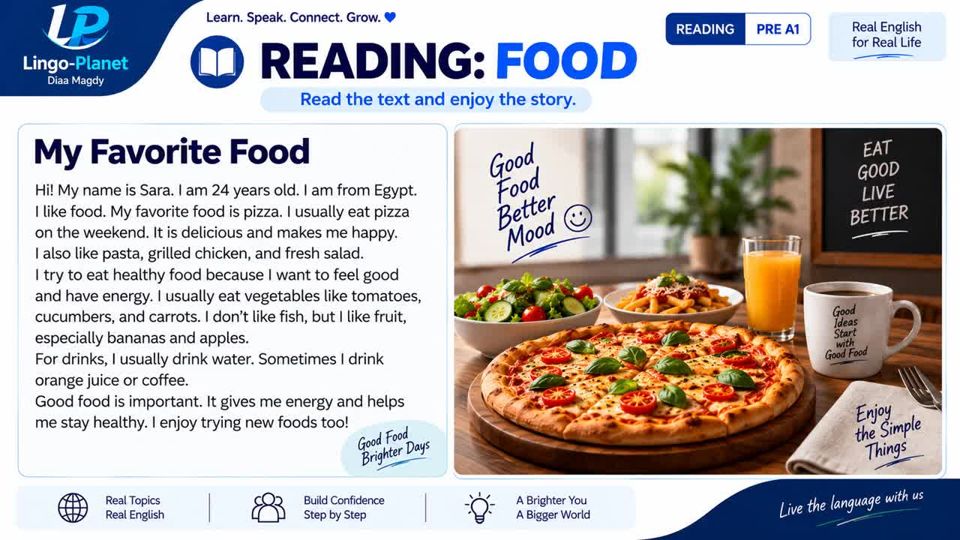 LP
Lingo-Planet
Diaa Magdy
Learn. Speak. Connect. Grow.
READING: FOOD
Read the text and enjoy the story.
READING
PRE A1
Real English
for Real Life
My Favorite Food
Hi! My name is Sara. I am 24 years old. I am from Egypt.
I like food. My favorite food is pizza. I usually eat pizza
on the weekend. It is delicious and makes me happy.
I also like pasta, grilled chicken, and fresh salad.
I try to eat healthy food because I want to feel good
and have energy. I usually eat vegetables like tomatoes,
cucumbers, and carrots. I don’t like fish, but I like fruit,
especially bananas and apples.
For drinks, I usually drink water. Sometimes I drink
orange juice or coffee.
Good food is important. It gives me energy and helps
me stay healthy. I enjoy trying new foods too!
Good Food
Brighter Days
Good
Food
Better
Mood
EAT
GOOD
LIVE
BETTER
Good
Ideas
Start
with
Good Food
Enjoy
the Simple
Things
Real Topics
Real English
Build Confidence
Step by Step
A Brighter You
A Bigger World
Live the language with us